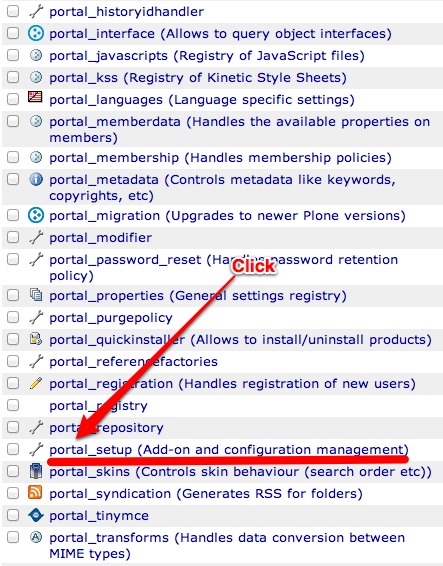 portal_historyidhandler
portal_interface (Allows to query object interfaces)
portal_javascripts (Registry of JavaScript files)
portal_kss (Registry of Kinetic Style Sheets)
portal_languages (Language specific settings)
portal_memberdata (Handles the available properties on
members)
portal_membership (Handles membership policies)
portal_metadata (Controls metadata like keywords,
copyrights, etc)
portal_migration (Upgrades to newer Plone versions)
portal_modifier
portal_password_reset (Handles password retention
policy)
Click
portal_properties (General settings registry)
portal_purgepolicy
portal_quickinstaller (Allows to install/uninstall products)
portal_referencefactories
portal_registration (Handles registration of new users)
portal_registry
portal_repository
portal_setup (Add-on and configuration management)
portal_skins (Controls skin behaviour (search order etc))
portal_syndication (Generates RSS for folders)
portal_tinymce
portal_transforms (Handles data conversion between
MIME types)